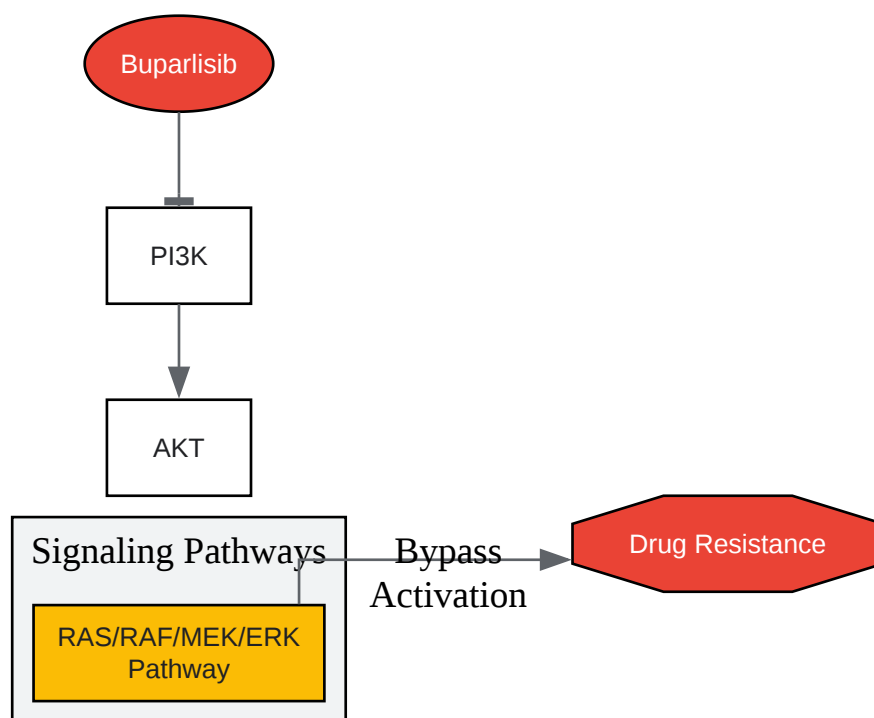 Buparlisib
PI3K
AKT
Signaling Pathways
Bypass
Activation
Drug Resistance
RAS/RAF/MEK/ERK
Pathway